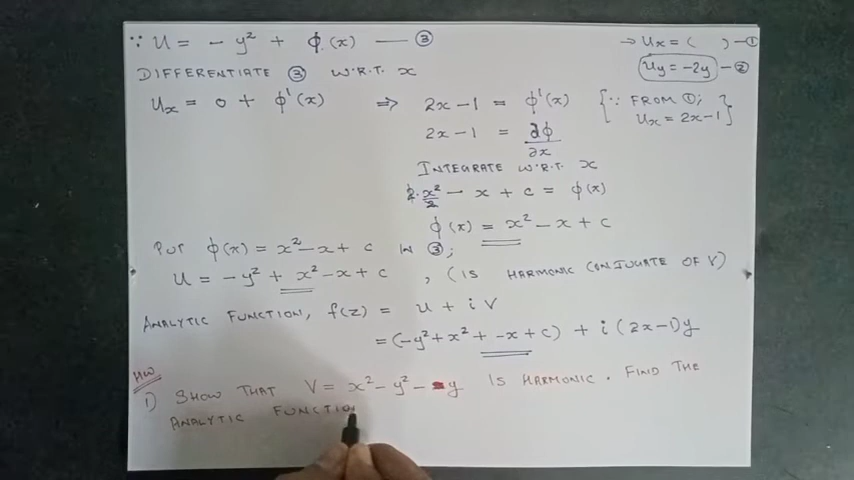 ∵ U = - y² + φ(x) — ③
→ Ux = ( ) — ①
Uy = -2y — ②
DIFFERENTIATE ③ W.R.T. x
Ux = 0 + φ'(x) ⇒ 2x - 1 = φ'(x) {∵ FROM ①; Ux = 2x-1}
2x - 1 = ∂φ/∂x
INTEGRATE W.R.T. x
2·x²/2 - x + c = φ(x)
φ(x) = x² - x + c
PUT φ(x) = x² - x + c IN ③;
U = -y² + x² - x + c , (IS HARMONIC CONJUGATE OF V)
ANALYTIC FUNCTION, f(z) = u + i V
= (-y² + x² + -x + c) + i (2x-1)y
HW
1) SHOW THAT V = x² - y² - y IS HARMONIC. FIND THE
ANALYTIC FUNCTION